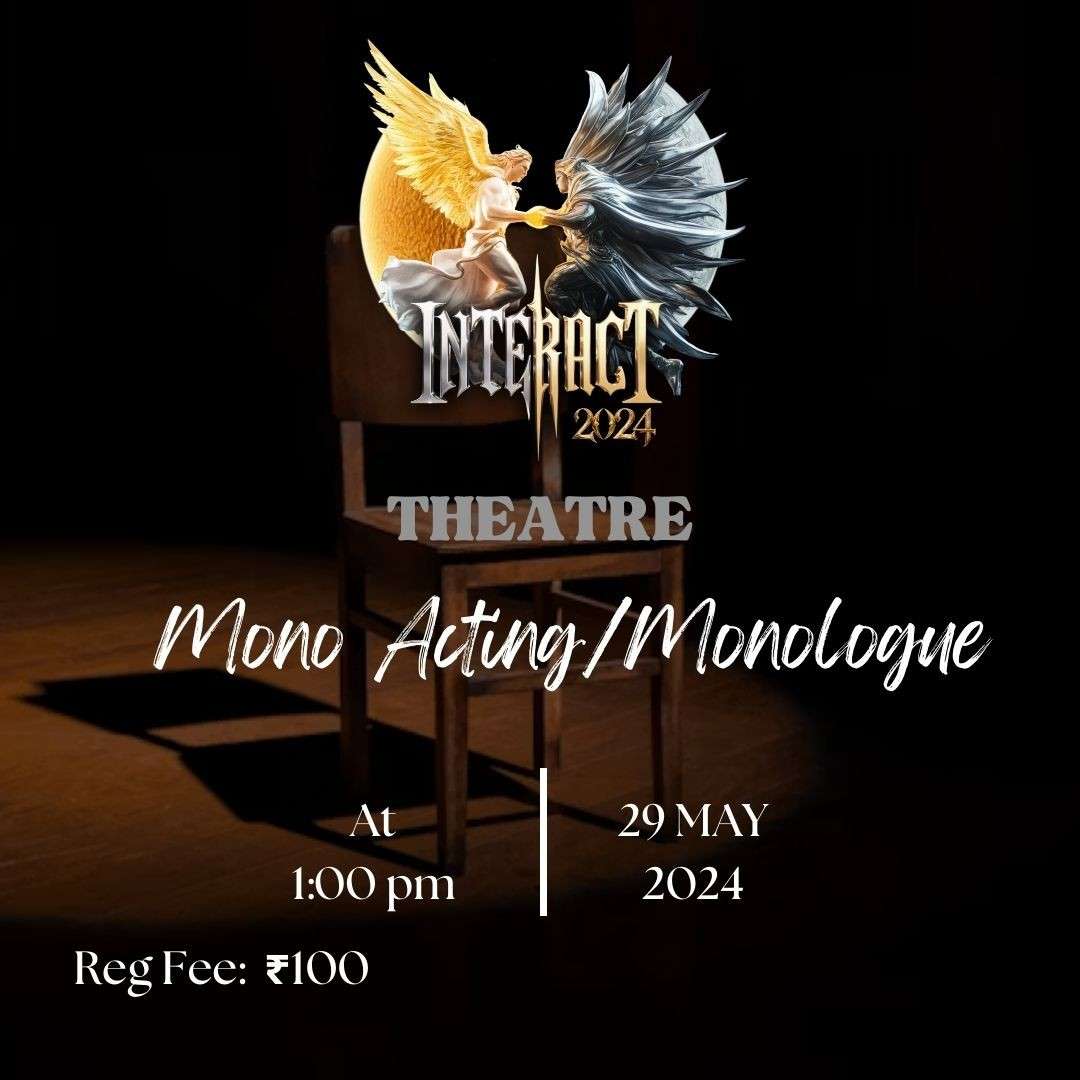 INTERACT
2024
THEATRE
Mono Acting/Monologue
At
1:00 pm
29 MAY
2024
Reg Fee: ₹100